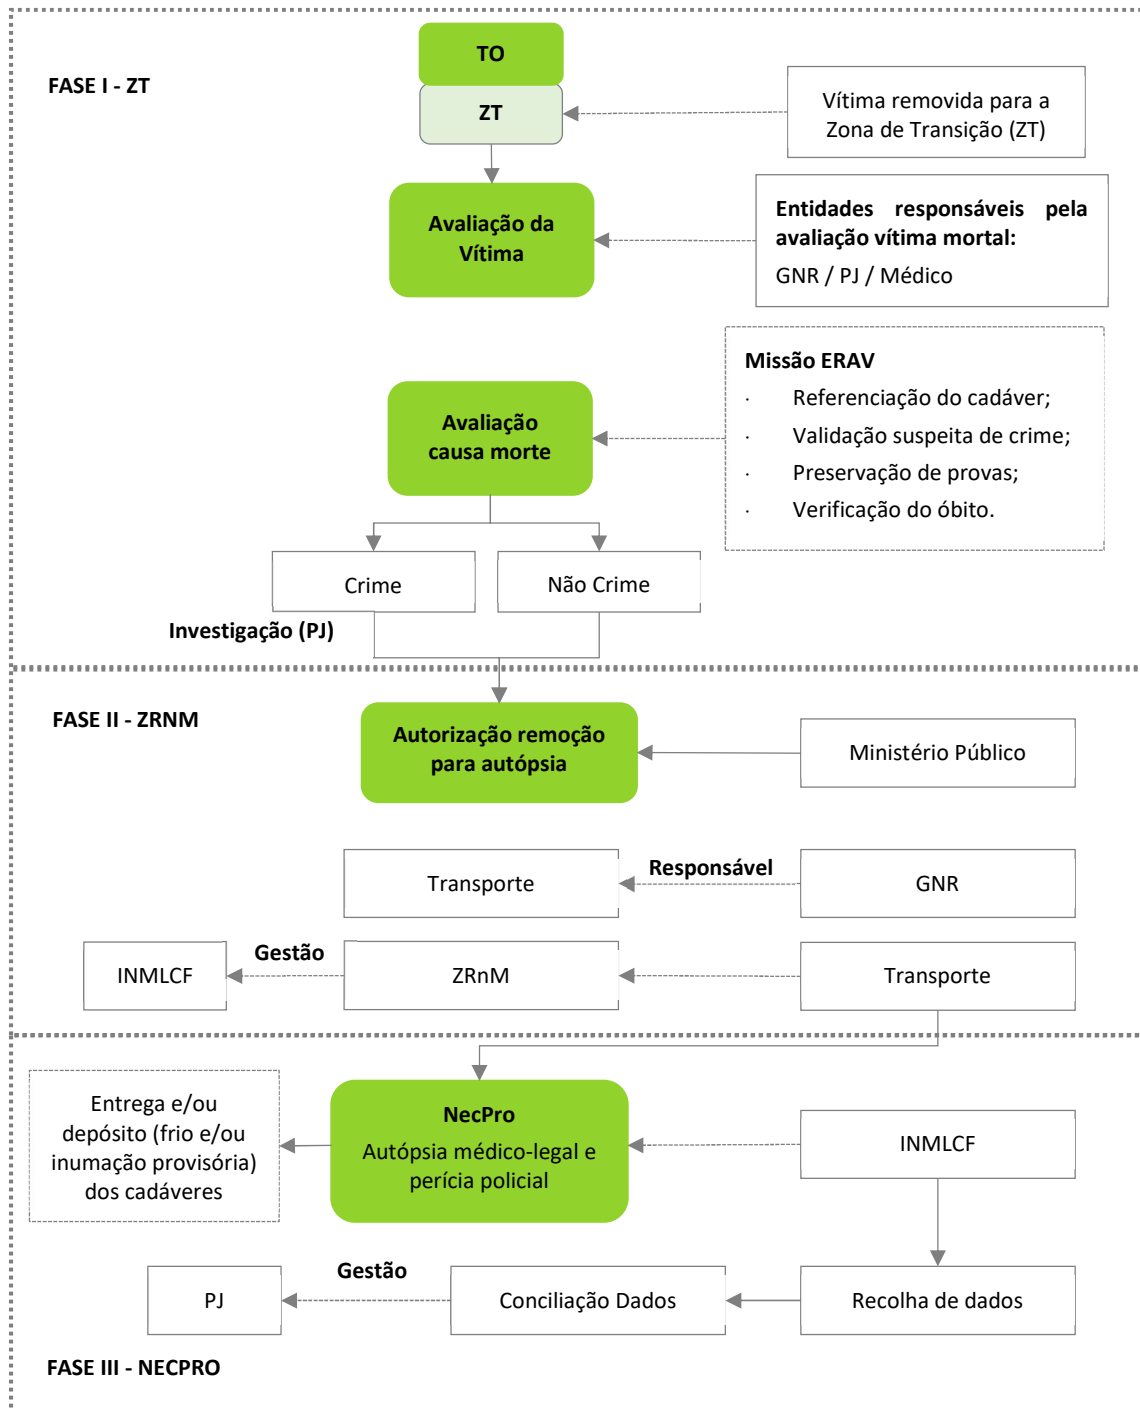 FASE I - ZT
TO
ZT
Vítima removida para a
Zona de Transição (ZT)
Avaliação da
Vítima
Entidades responsáveis pela
avaliação vítima mortal:
GNR / PJ / Médico
Avaliação
causa morte
Missão ERAV
· Referenciação do cadáver;
· Validação suspeita de crime;
· Preservação de provas;
· Verificação do óbito.
Crime
Não Crime
Investigação (PJ)
FASE II - ZRNM
Autorização remoção
para autópsia
Ministério Público
Transporte
Responsável
GNR
INMLCF
Gestão
ZRnM
Transporte
Entrega e/ou
depósito (frio e/ou
inumação provisória)
dos cadáveres
NecPro
Autópsia médico-legal e
perícia policial
INMLCF
PJ
Gestão
Conciliação Dados
Recolha de dados
FASE III - NECPRO